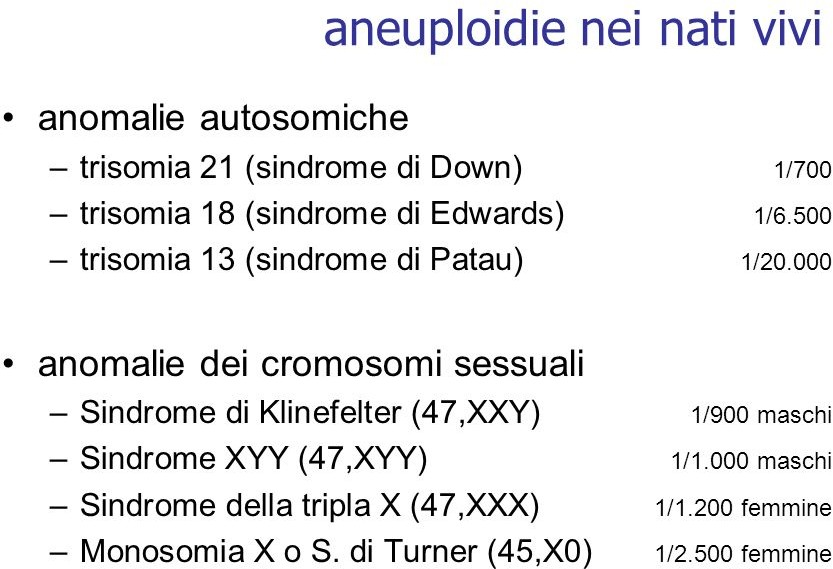 aneuploidie nei nati vivi
• anomalie autosomiche
– trisomia 21 (sindrome di Down) 1/700
– trisomia 18 (sindrome di Edwards) 1/6.500
– trisomia 13 (sindrome di Patau) 1/20.000
• anomalie dei cromosomi sessuali
– Sindrome di Klinefelter (47,XXY) 1/900 maschi
– Sindrome XYY (47,XYY) 1/1.000 maschi
– Sindrome della tripla X (47,XXX) 1/1.200 femmine
– Monosomia X o S. di Turner (45,X0) 1/2.500 femmine